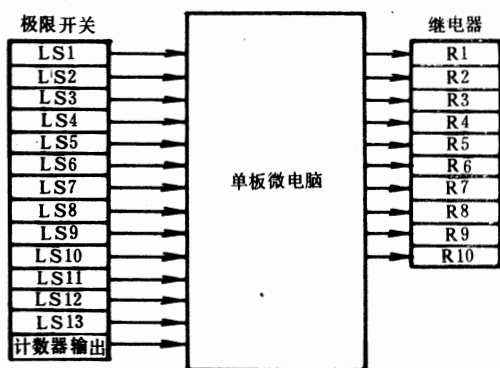 极限开关
LS1
LS2
LS3
LS4
LS5
LS6
LS7
LS8
LS9
LS10
LS11
LS12
LS13
计数器输出
单板微电脑
继电器
R1
R2
R3
R4
R5
R6
R7
R8
R9
R10